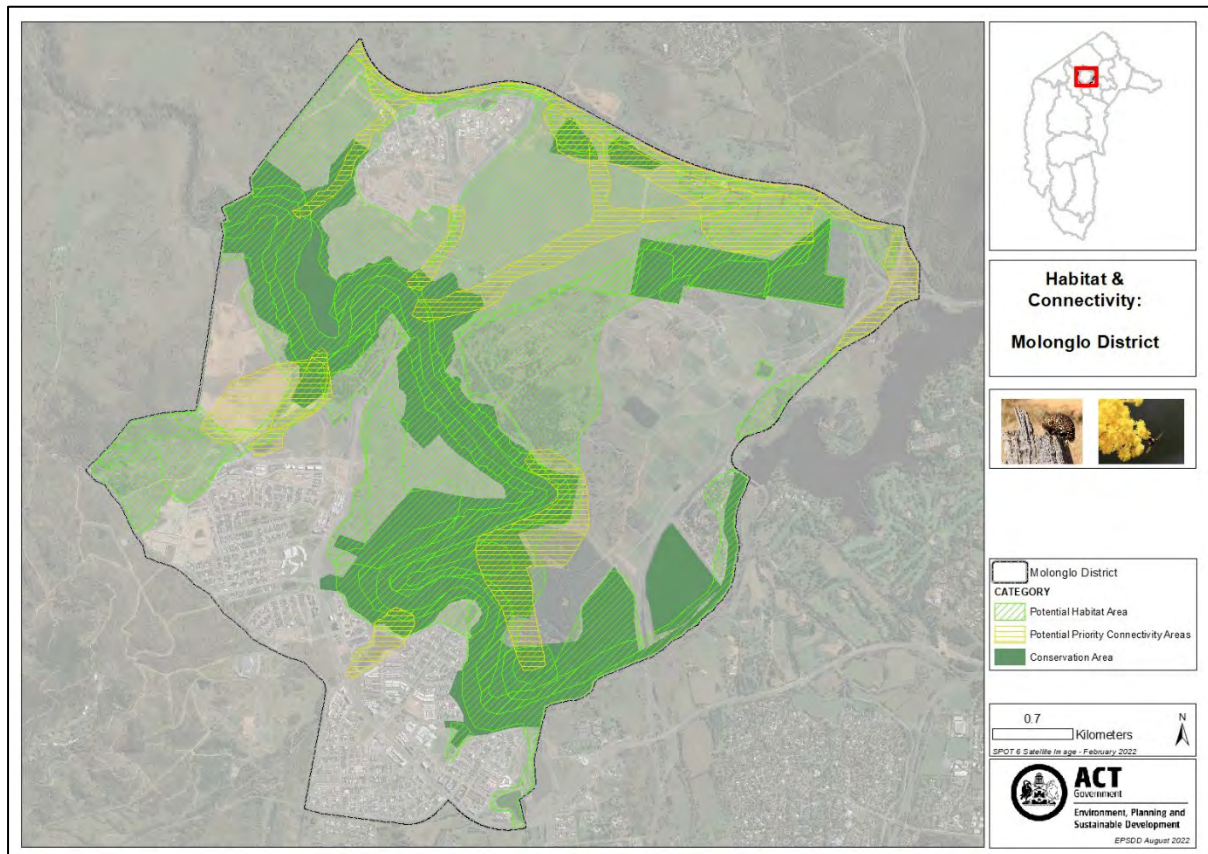 Habitat &
Connectivity:
Molonglo District
Molonglo District
CATEGORY
Potential Habitat Area
Potential Priority Connectivity Areas
Conservation Area
0.7
Kilometers
N
SPOT 6 Satellite Image - February 2022
ACT
Government
Environment, Planning and
Sustainable Development
EPSDD August 2022